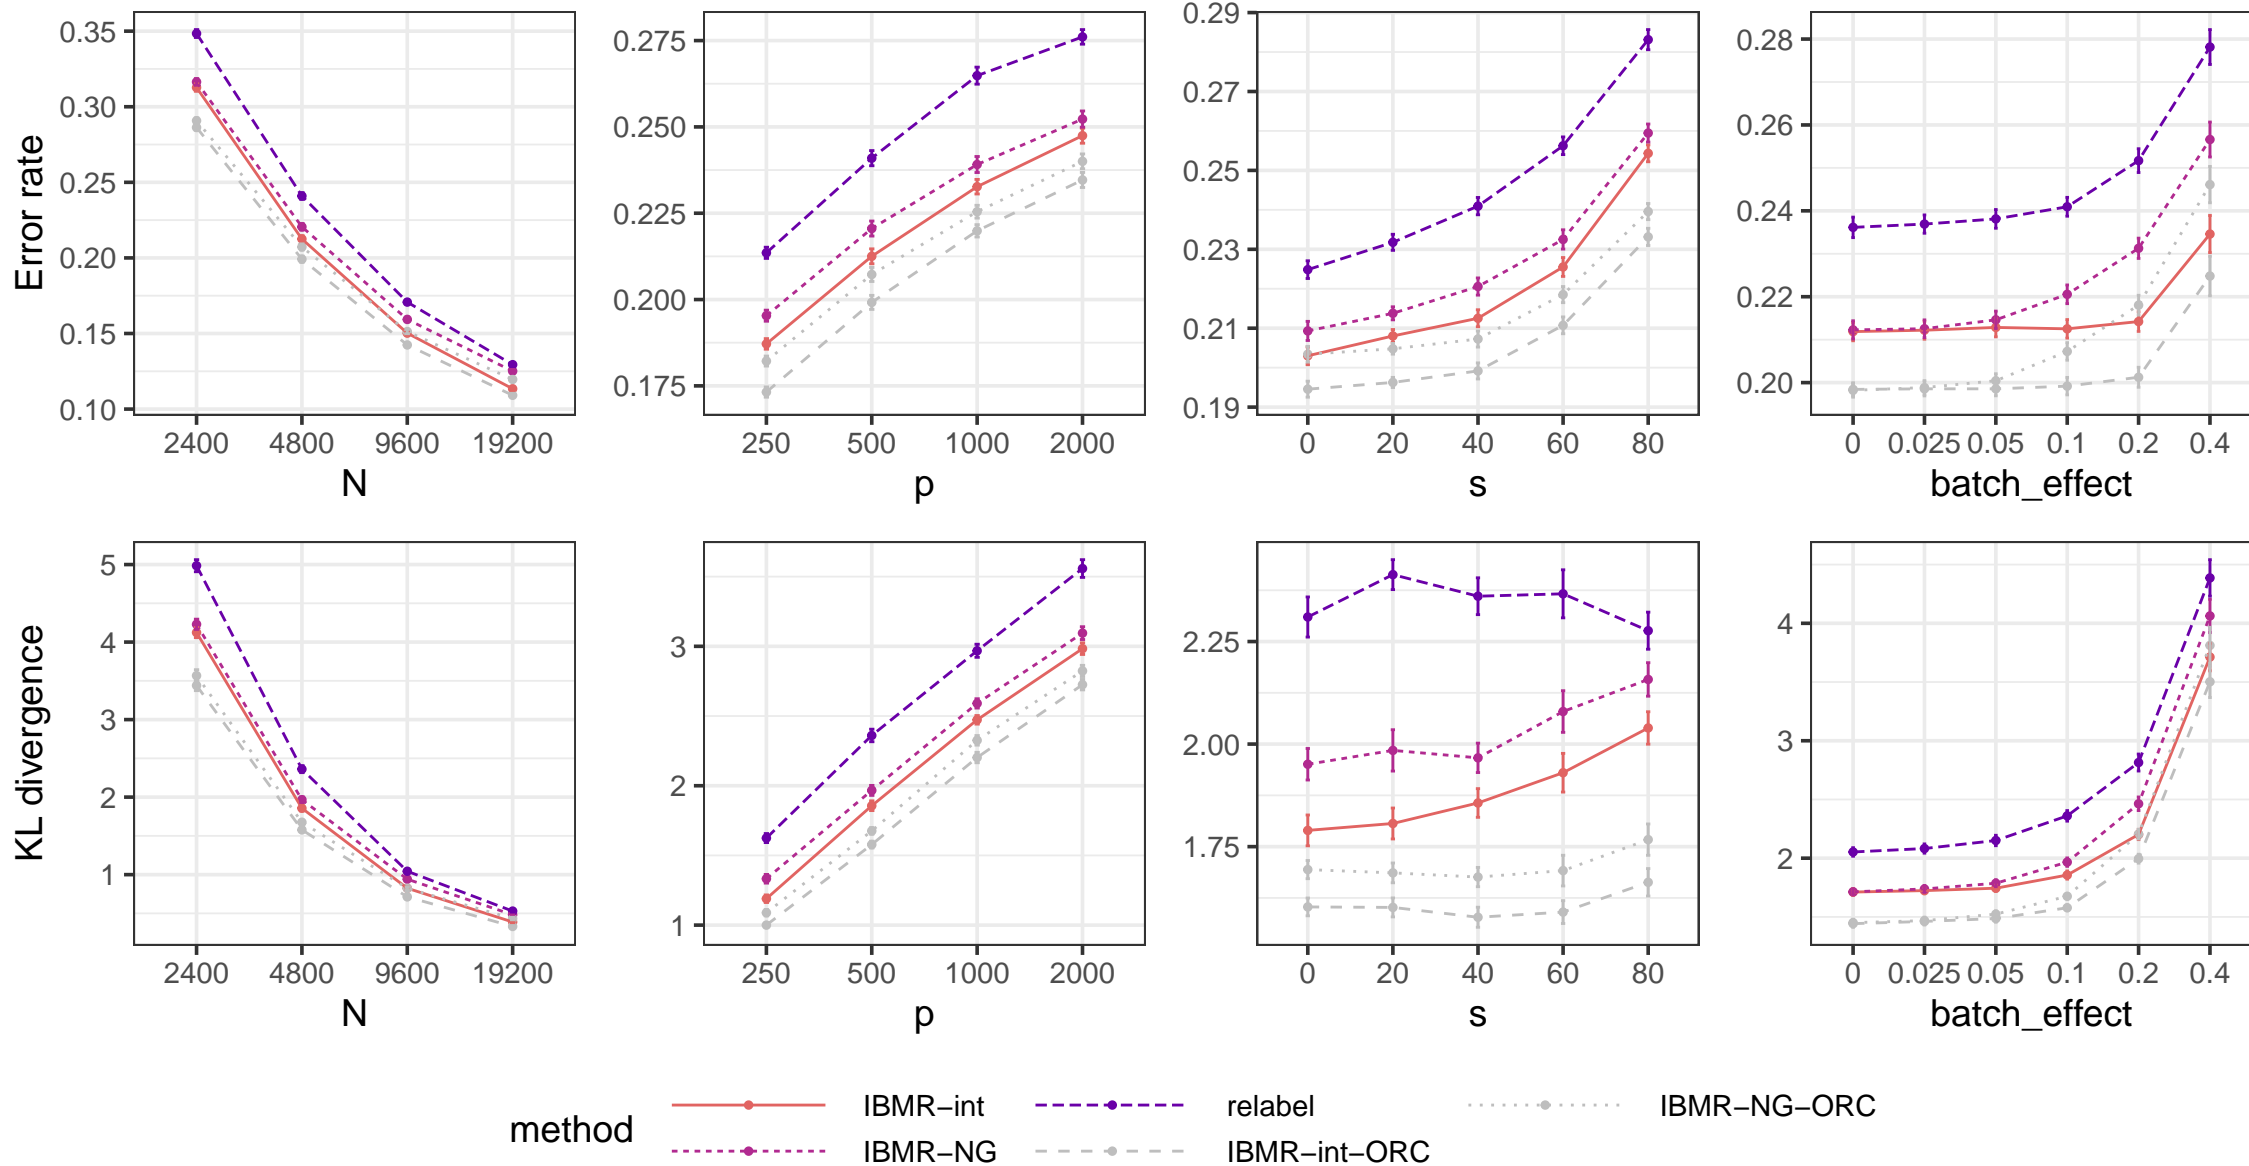 Error rate
0.35
0.30
0.25
0.20
0.15
0.10
2400 4800 9600 19200
N
0.275
0.250
0.225
0.200
0.175
250 500 1000 2000
p
0.29
0.27
0.25
0.23
0.21
0.19
0 20 40 60 80
s
0.28
0.26
0.24
0.22
0.20
0 0.025 0.05 0.1 0.2 0.4
batch_effect
KL divergence
5
4
3
2
1
2400 4800 9600 19200
N
3
2
1
250 500 1000 2000
p
2.25
2.00
1.75
0 20 40 60 80
s
4
3
2
0 0.025 0.05 0.1 0.2 0.4
batch_effect
method
IBMR−int relabel IBMR−NG−ORC
IBMR−NG IBMR−int−ORC